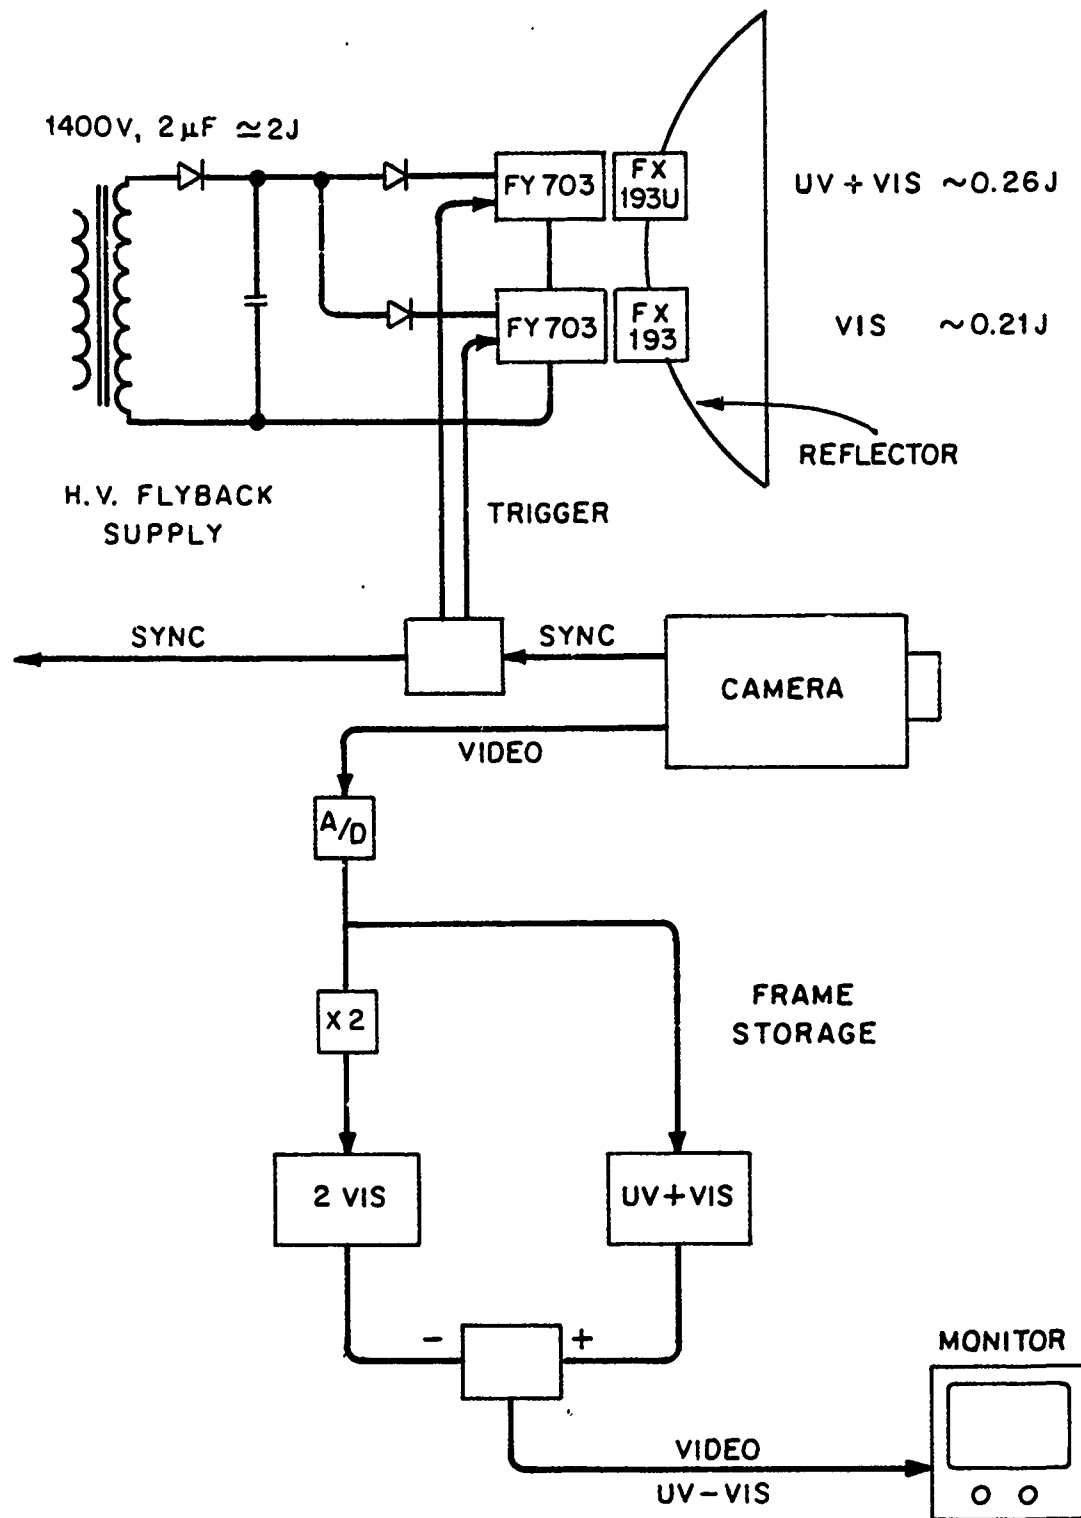 1400V, 2μF ≃2J
FY 703
FX
193U
UV + VIS ~0.26J
FY 703
FX
193
VIS ~0.21J
REFLECTOR
H.V. FLYBACK
SUPPLY
TRIGGER
SYNC
SYNC
CAMERA
VIDEO
A/D
X 2
FRAME
STORAGE
2 VIS
UV+VIS
-
+
MONITOR
VIDEO
UV-VIS